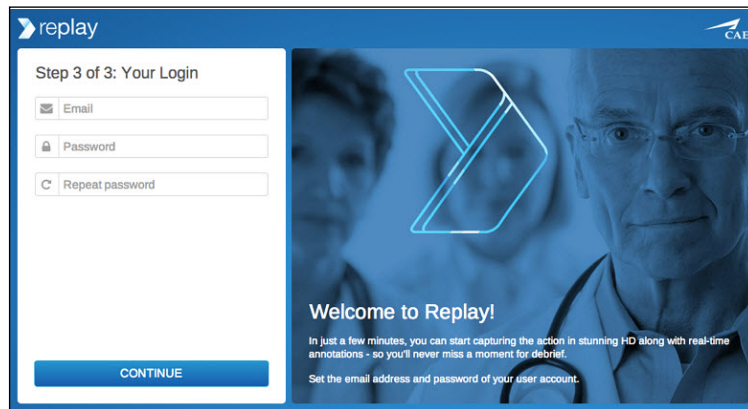 replay
CAE
Step 3 of 3: Your Login
Email
Password
Repeat password
CONTINUE
Welcome to Replay!
In just a few minutes, you can start capturing the action in stunning HD along with real-time
annotations - so you'll never miss a moment for debrief.
Set the email address and password of your user account.